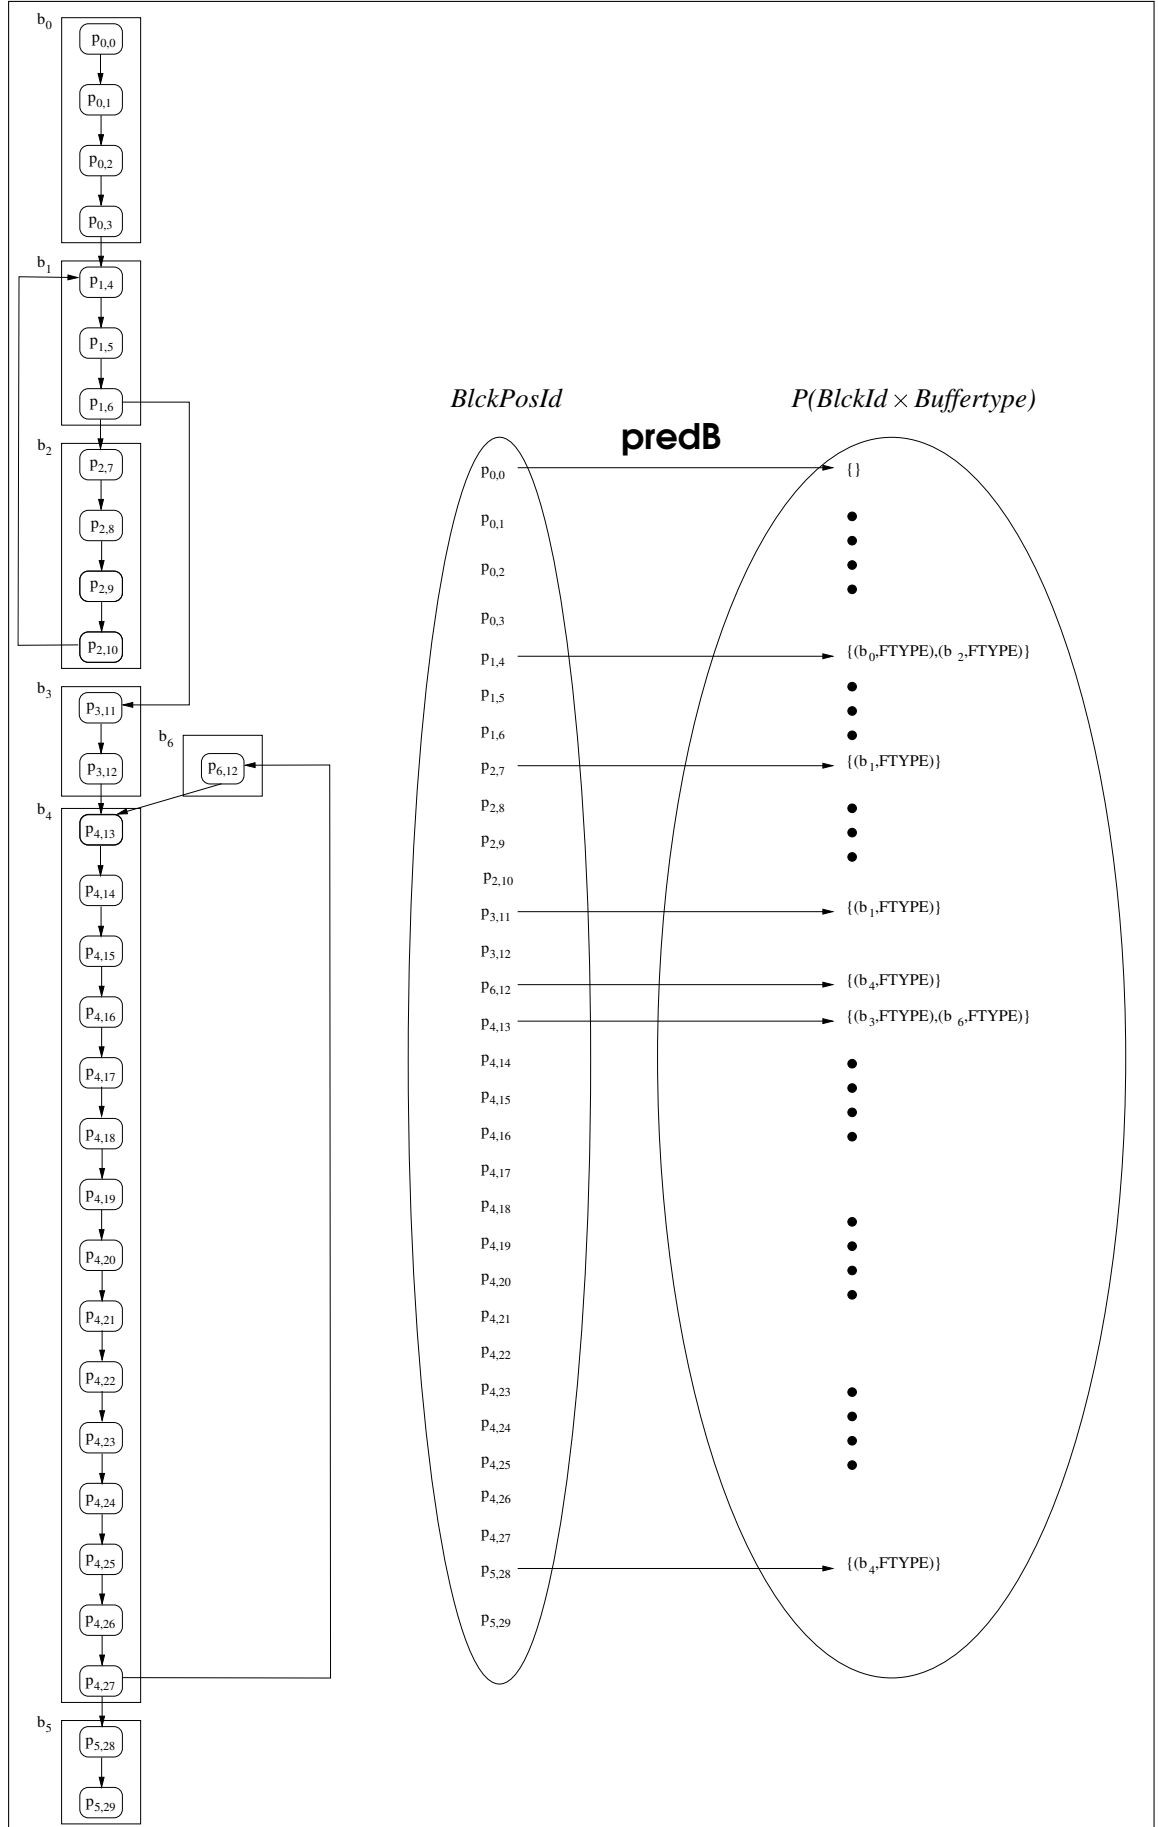 b0
p0,0
p0,1
p0,2
p0,3
b1
p1,4
p1,5
p1,6
b2
p2,7
p2,8
p2,9
p2,10
b3
p3,11
p3,12
b6
p6,12
b4
p4,13
p4,14
p4,15
p4,16
p4,17
p4,18
p4,19
p4,20
p4,21
p4,22
p4,23
p4,24
p4,25
p4,26
p4,27
b5
p5,28
p5,29
BlckPosId
predB
P(BlckId × Buffertype)
p0,0 {}
p0,1
p0,2
p0,3
p1,4 {(b0,FTYPE),(b2,FTYPE)}
p1,5
p1,6
p2,7 {(b1,FTYPE)}
p2,8
p2,9
p2,10
p3,11 {(b1,FTYPE)}
p3,12
p6,12 {(b4,FTYPE)}
p4,13 {(b3,FTYPE),(b6,FTYPE)}
p4,14
p4,15
p4,16
p4,17
p4,18
p4,19
p4,20
p4,21
p4,22
p4,23
p4,24
p4,25
p4,26
p4,27
p5,28 {(b4,FTYPE)}
p5,29